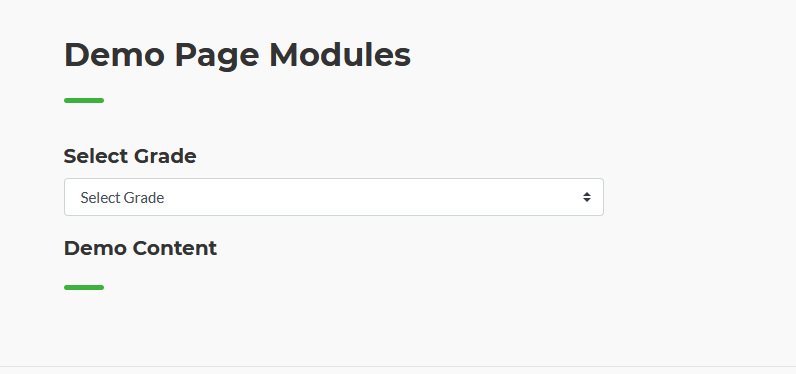 Demo Page Modules
Select Grade
Select Grade
Demo Content